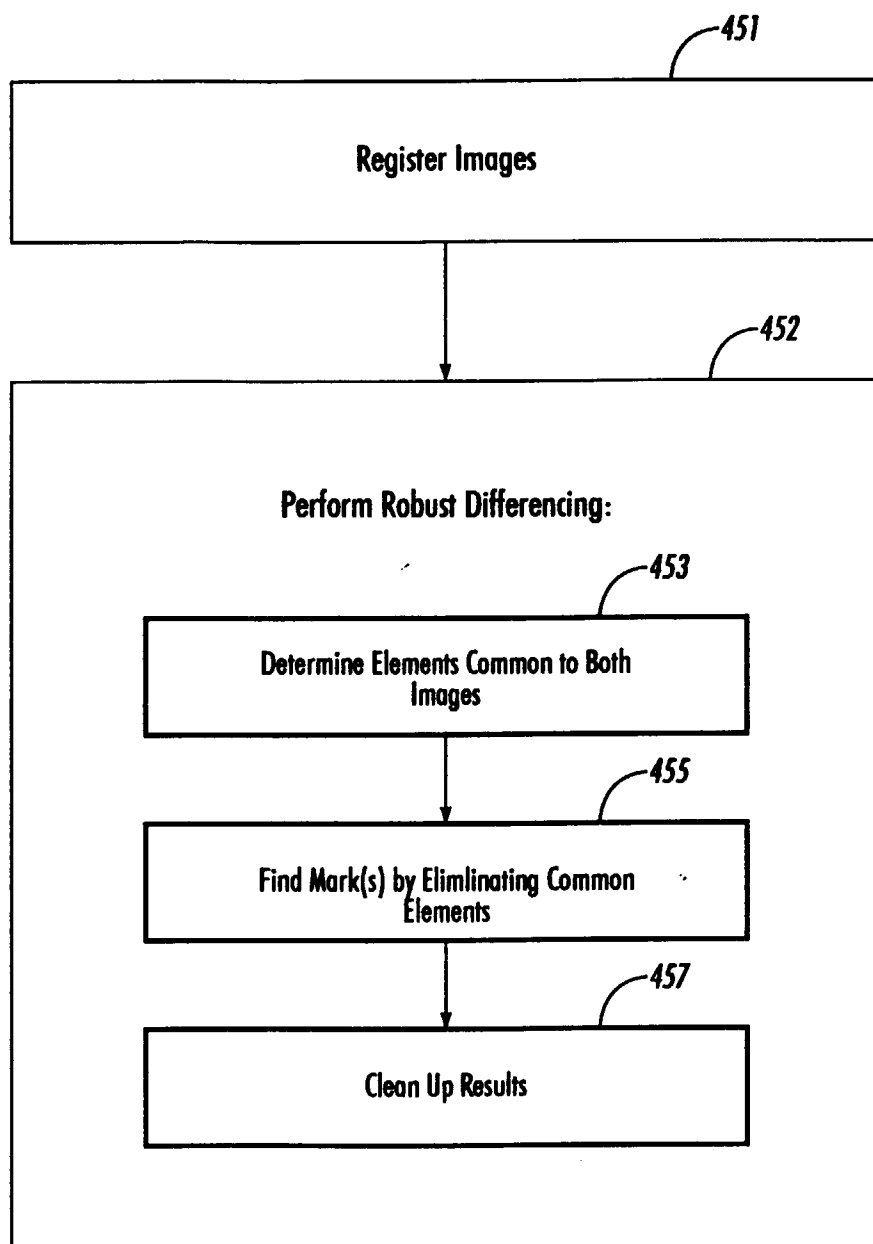 451
Register Images
452
Perform Robust Differencing:
453
Determine Elements Common to Both
Images
455
Find Mark(s) by Elimlinating Common
Elements
457
Clean Up Results